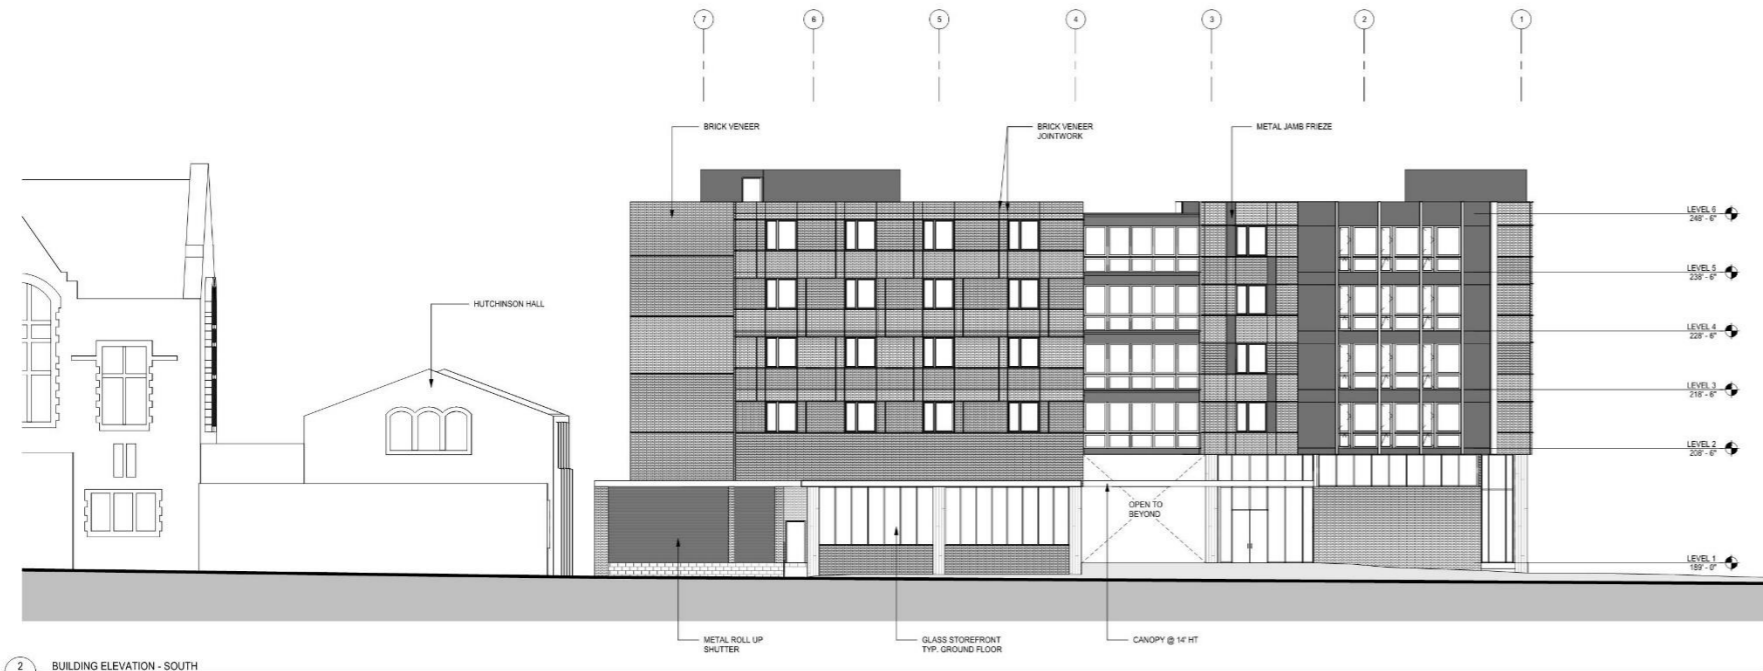 7 6 5 4 3 2 1
BRICK VENEER
BRICK VENEER
JOINTWORK
METAL JAMB FRIEZE
LEVEL 6
248' - 6"
LEVEL 5
238' - 6"
HUTCHINSON HALL
LEVEL 4
228' - 6"
LEVEL 3
218' - 6"
LEVEL 2
208' - 6"
OPEN TO
BEYOND
LEVEL 1
189' - 0"
METAL ROLL UP
SHUTTER
GLASS STOREFRONT
TYP. GROUND FLOOR
CANOPY @ 14' HT
2 BUILDING ELEVATION - SOUTH